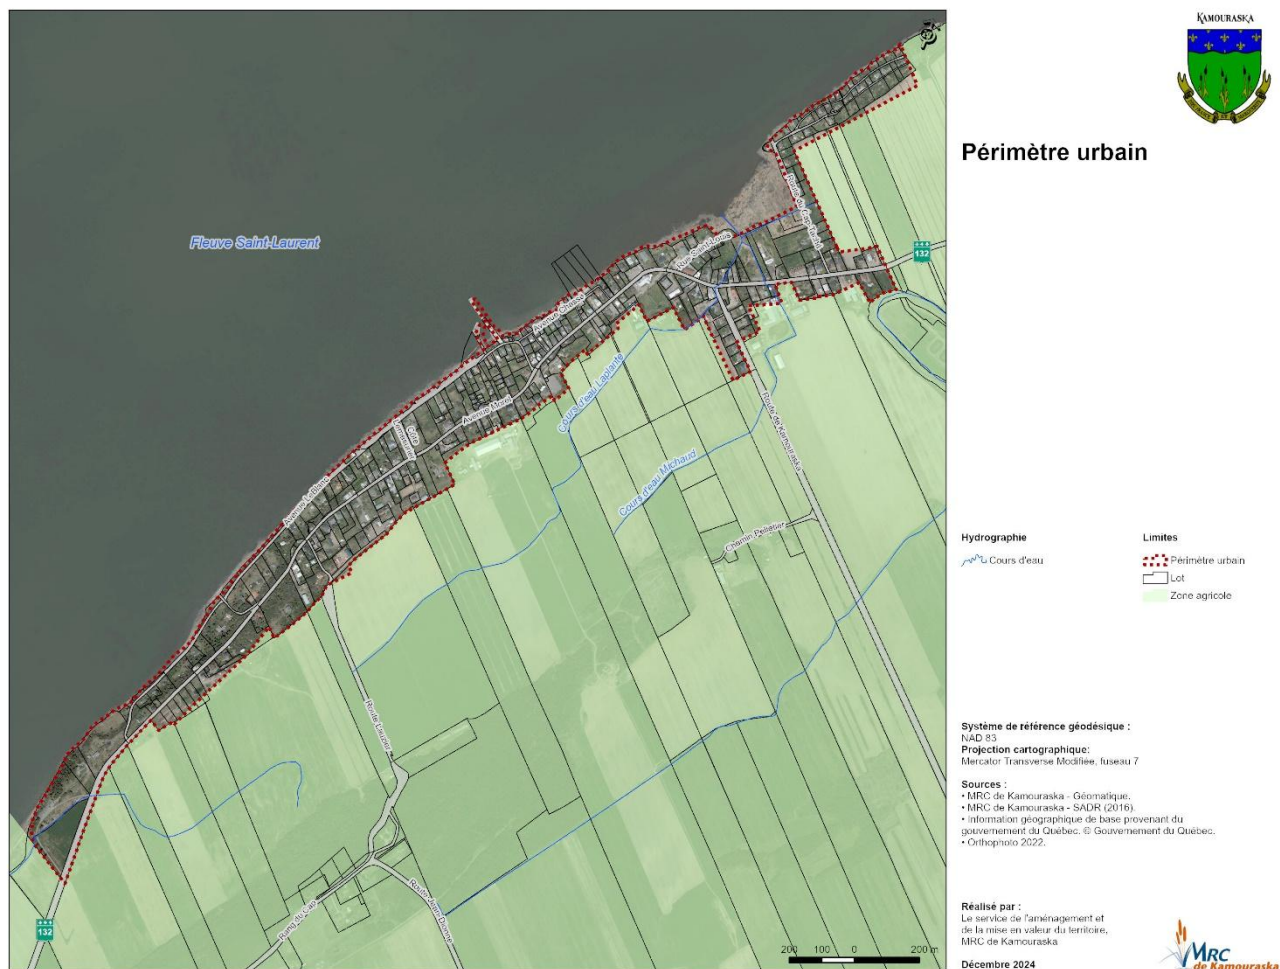 KAMOURASKA
Périmètre urbain
Fleuve Saint-Laurent
132
Rue Saint-Louis
Avenue Chassé
Avenue Morel
Côte
Avenue Leblanc
Cours d'eau Laplante
Cours d'eau Michaud
Route de Kamouraska
Chemin Pelletier
Route Lauzier
Rang du Cap
Route Jean-Dionne
132
200 100 0 200 m
Hydrographie
Cours d'eau
Limites
Périmètre urbain
Lot
Zone agricole
Système de référence géodésique :
NAD 83
Projection cartographique:
Mercator Transverse Modifiée, fuseau 7
Sources :
• MRC de Kamouraska - Géomatique.
• MRC de Kamouraska - SADR (2016).
• Information géographique de base provenant du
gouvernement du Québec. © Gouvernement du Québec.
• Orthophoto 2022.
Réalisé par :
Le service de l'aménagement et
de la mise en valeur du territoire,
MRC de Kamouraska
Décembre 2024
MRC
de Kamouraska